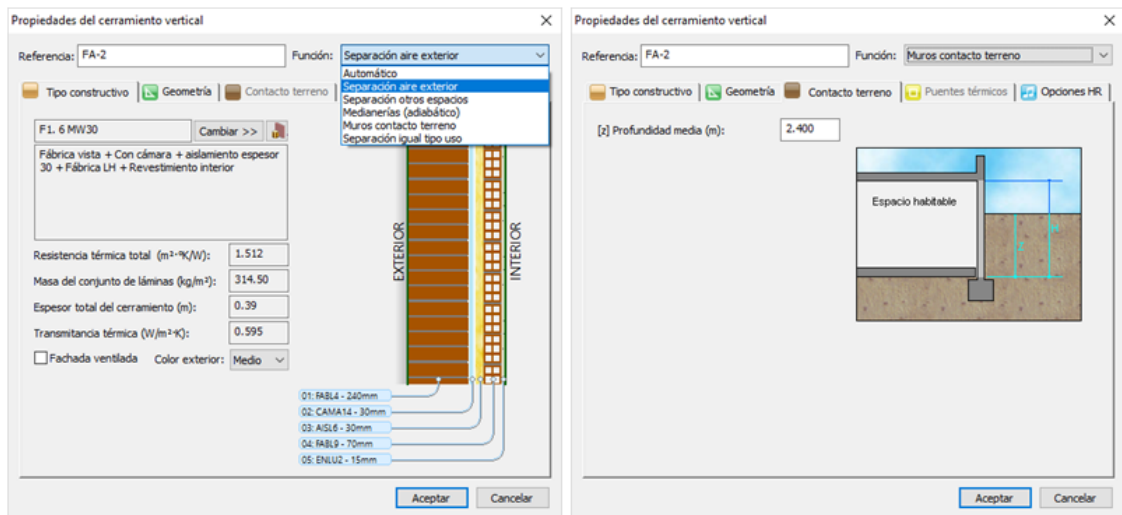 Propiedades del cerramiento vertical
Referencia: FA-2 Función: Separación aire exterior
Automático
Separación aire exterior
Separación otros espacios
Medianerías (adiabático)
Muros contacto terreno
Separación igual tipo uso
Tipo constructivo Geometría Contacto terreno
F1. 6 MW30 Cambiar >>
Fábrica vista + Con cámara + aislamiento espesor
30 + Fábrica LH + Revestimiento interior
EXTERIOR
INTERIOR
Resistencia térmica total (m²·ºK/W): 1.512
Masa del conjunto de láminas (kg/m²): 314.50
Espesor total del cerramiento (m): 0.39
Transmitancia térmica (W/m²·K): 0.595
Fachada ventilada Color exterior: Medio
01: FABL4 - 240mm
02: CAMA14 - 30mm
03: AISL6 - 30mm
04: FABL9 - 70mm
05: ENLU2 - 15mm
Aceptar Cancelar
Propiedades del cerramiento vertical
Referencia: FA-2 Función: Muros contacto terreno
Tipo constructivo Geometría Contacto terreno Puentes térmicos Opciones HR
[z] Profundidad media (m): 2.400
Espacio habitable
z
H
Aceptar Cancelar